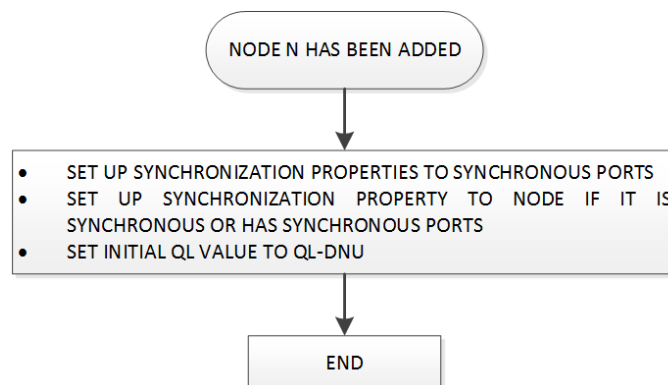 NODE N HAS BEEN ADDED
• SET UP SYNCHRONIZATION PROPERTIES TO SYNCHRONOUS PORTS
• SET UP SYNCHRONIZATION PROPERTY TO NODE IF IT IS
SYNCHRONOUS OR HAS SYNCHRONOUS PORTS
• SET INITIAL QL VALUE TO QL-DNU
END